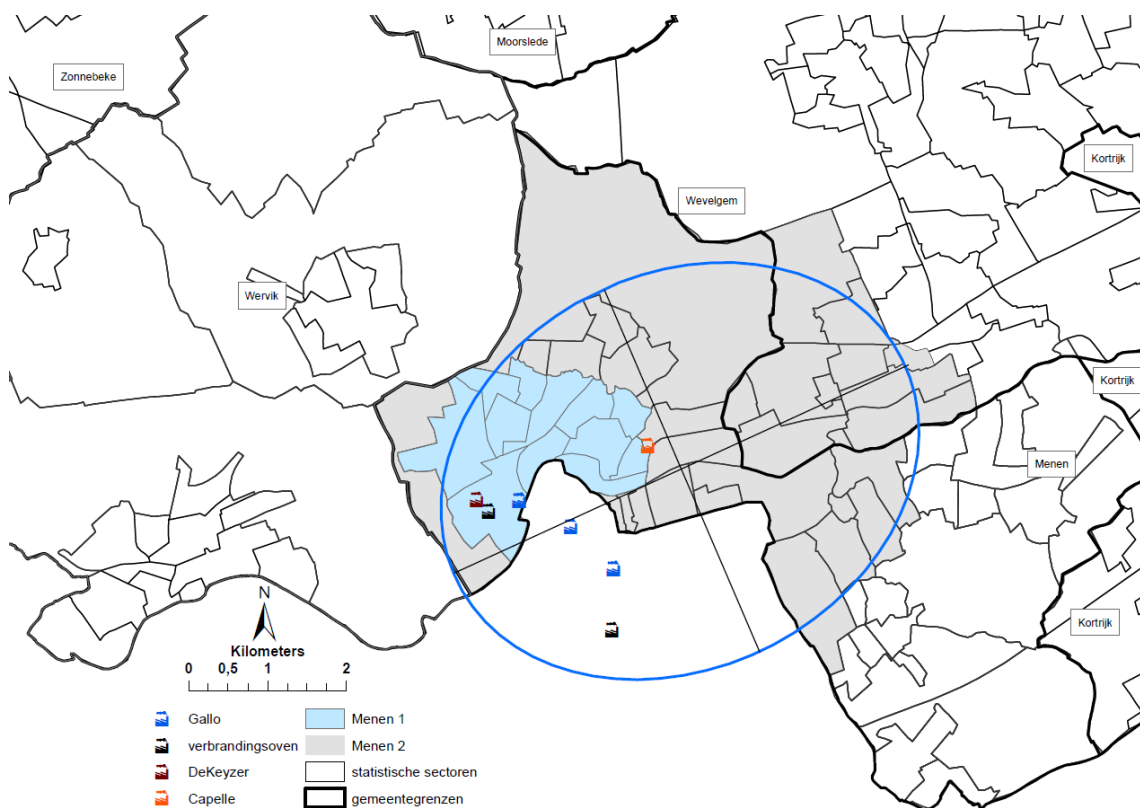 Moorslede
Zonnebeke
Kortrijk
Wevelgem
Wervik
Kortrijk
Menen
N
Kilometers
0 0,5 1 2
Kortrijk
Gallo
Menen 1
verbrandingsoven
Menen 2
DeKeyzer
statistische sectoren
Capelle
gemeentegrenzen